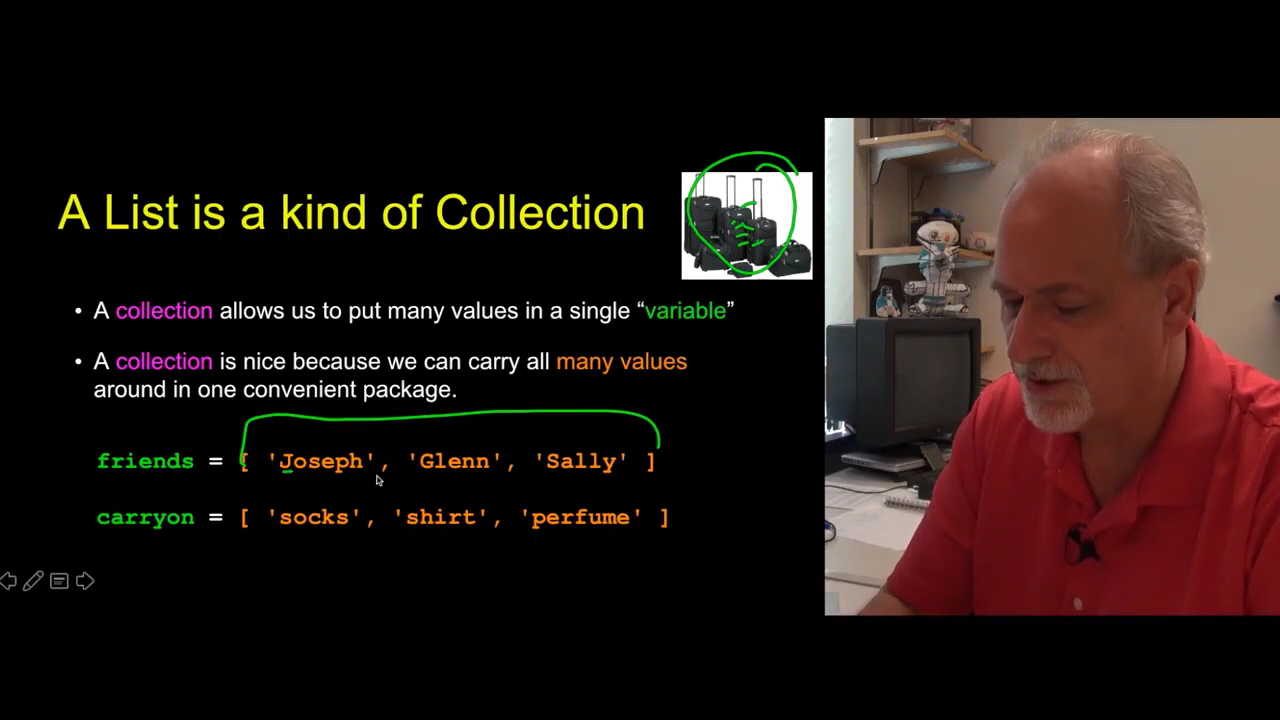 A List is a kind of Collection
• A collection allows us to put many values in a single “variable”
• A collection is nice because we can carry all many values
around in one convenient package.
friends = [ 'Joseph', 'Glenn', 'Sally' ]
carryon = [ 'socks', 'shirt', 'perfume' ]